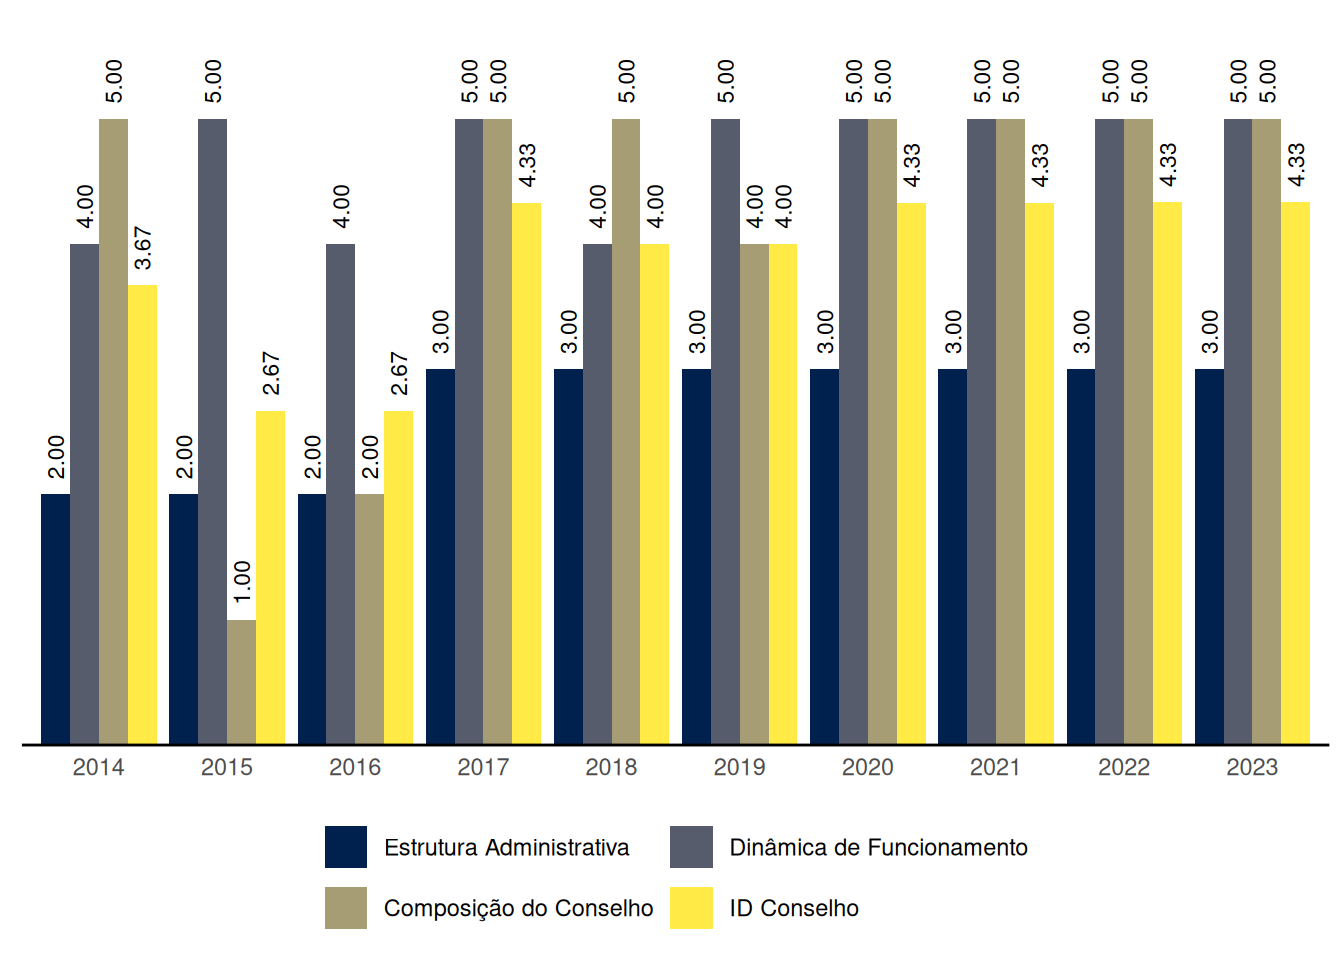 2.00 4.00 5.00 3.67 2.00 5.00 1.00 2.67 2.00 4.00 2.00 2.67 3.00 5.00 5.00 4.33 3.00 4.00 5.00 4.00 3.00 5.00 4.00 4.00 3.00 5.00 5.00 4.33 3.00 5.00 5.00 4.33 3.00 5.00 5.00 4.33 3.00 5.00 5.00 4.33
2014 2015 2016 2017 2018 2019 2020 2021 2022 2023
Estrutura Administrativa Dinâmica de Funcionamento
Composição do Conselho ID Conselho